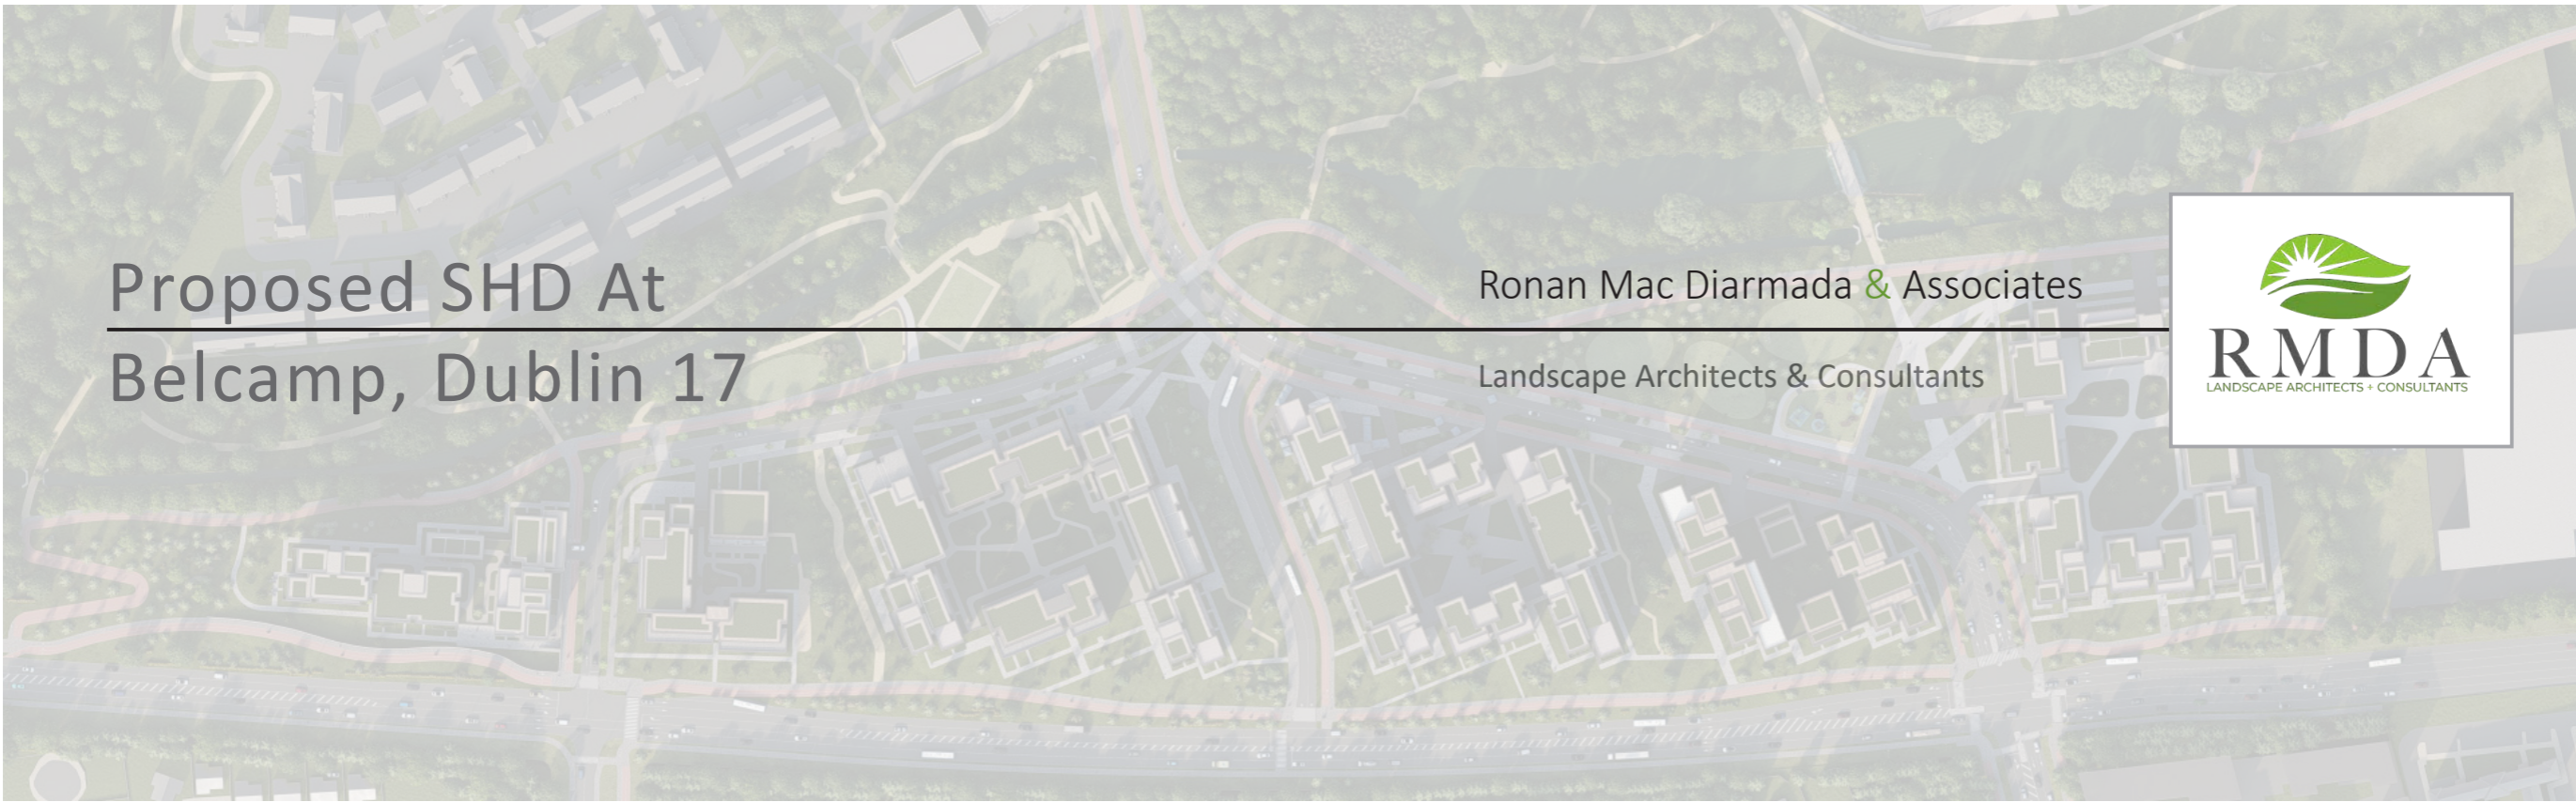 Proposed SHD At
Belcamp, Dublin 17
Ronan Mac Diarmada & Associates
Landscape Architects & Consultants
RMDA
LANDSCAPE ARCHITECTS + CONSULTANTS